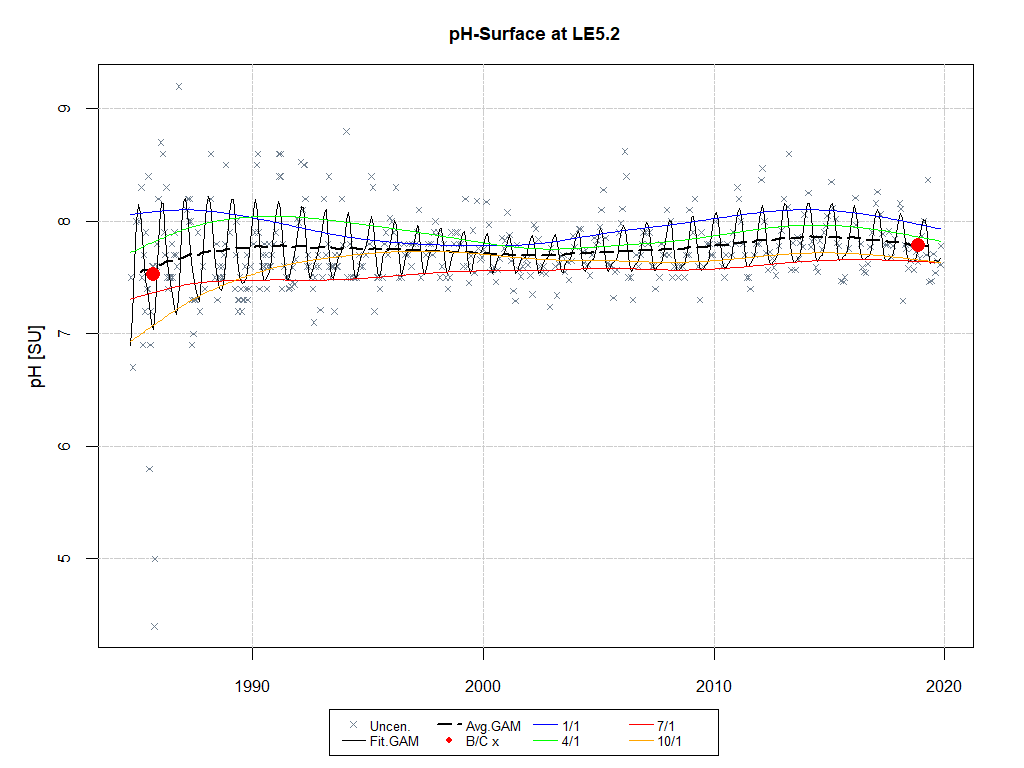 pH-Surface at LE5.2
pH [SU]
9
8
7
6
5
1990 2000 2010 2020
Uncen. Avg.GAM 1/1 7/1
Fit.GAM B/C x 4/1 10/1